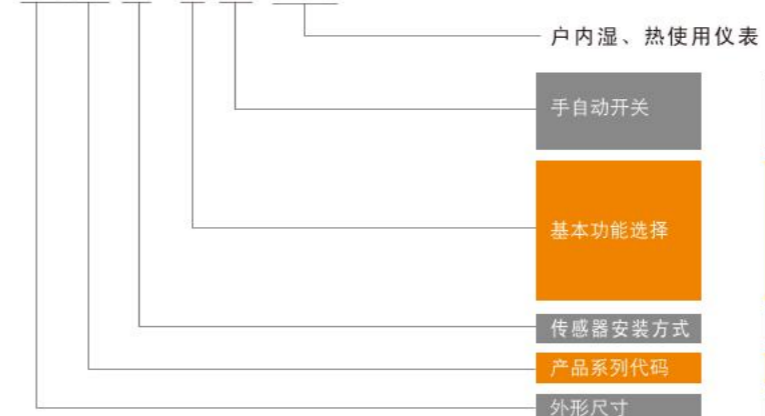 户内湿、热使用仪表
手自动开关
基本功能选择
传感器安装方式
产品系列代码
外形尺寸